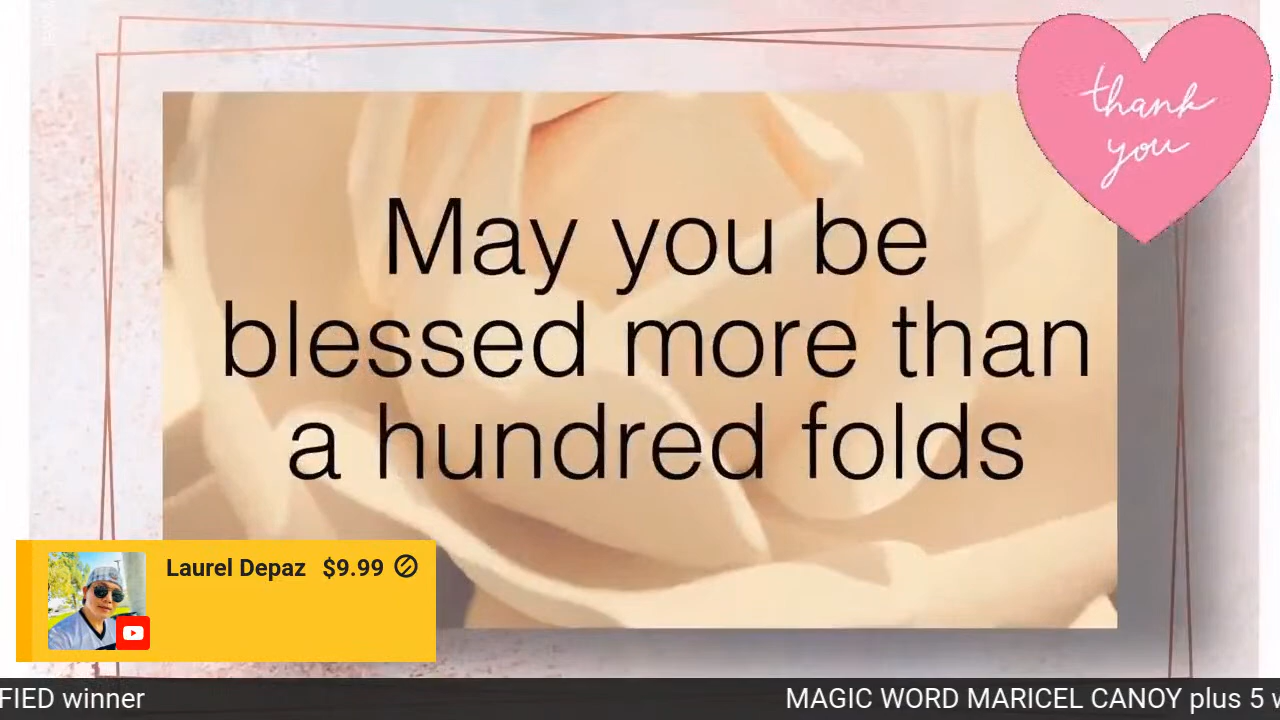 thank
you
May you be
blessed more than
a hundred folds
Laurel Depaz $9.99
FIED winner MAGIC WORD MARICEL CANOY plus 5 w